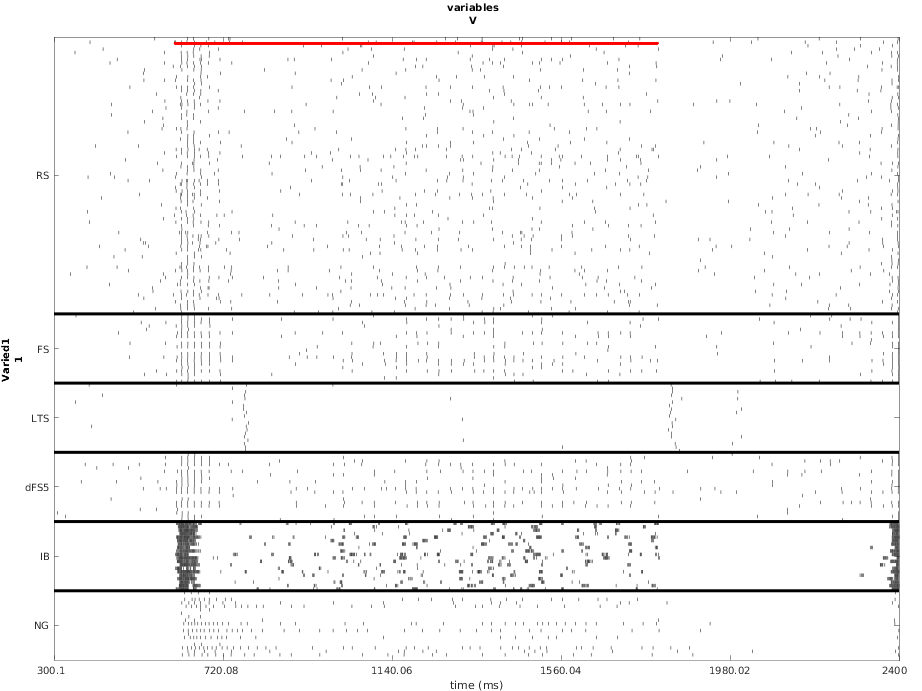 variables
V
RS
FS
LTS
dFS5
IB
NG
Varied1
1
300.1
720.08
1140.06
1560.04
1980.02
2400
time (ms)